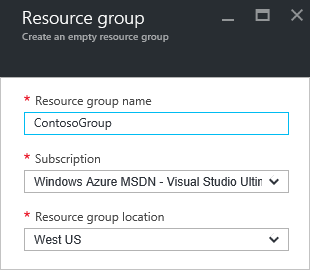 Resource group
Create an empty resource group
* Resource group name
ContosoGroup
* Subscription
Windows Azure MSDN - Visual Studio Ultin
* Resource group location
West US